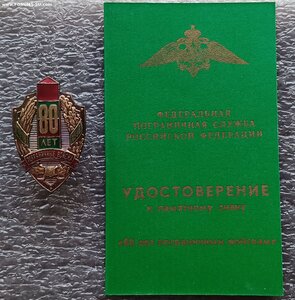 80
ЛЕТ
ФЕДЕРАЛЬНАЯ
ПОГРАНИЧНАЯ СЛУЖБА
РОССИЙСКОЙ ФЕДЕРАЦИИ
УДОСТОВЕРЕНИЕ
к памятному знаку
«80 лет пограничным войскам»